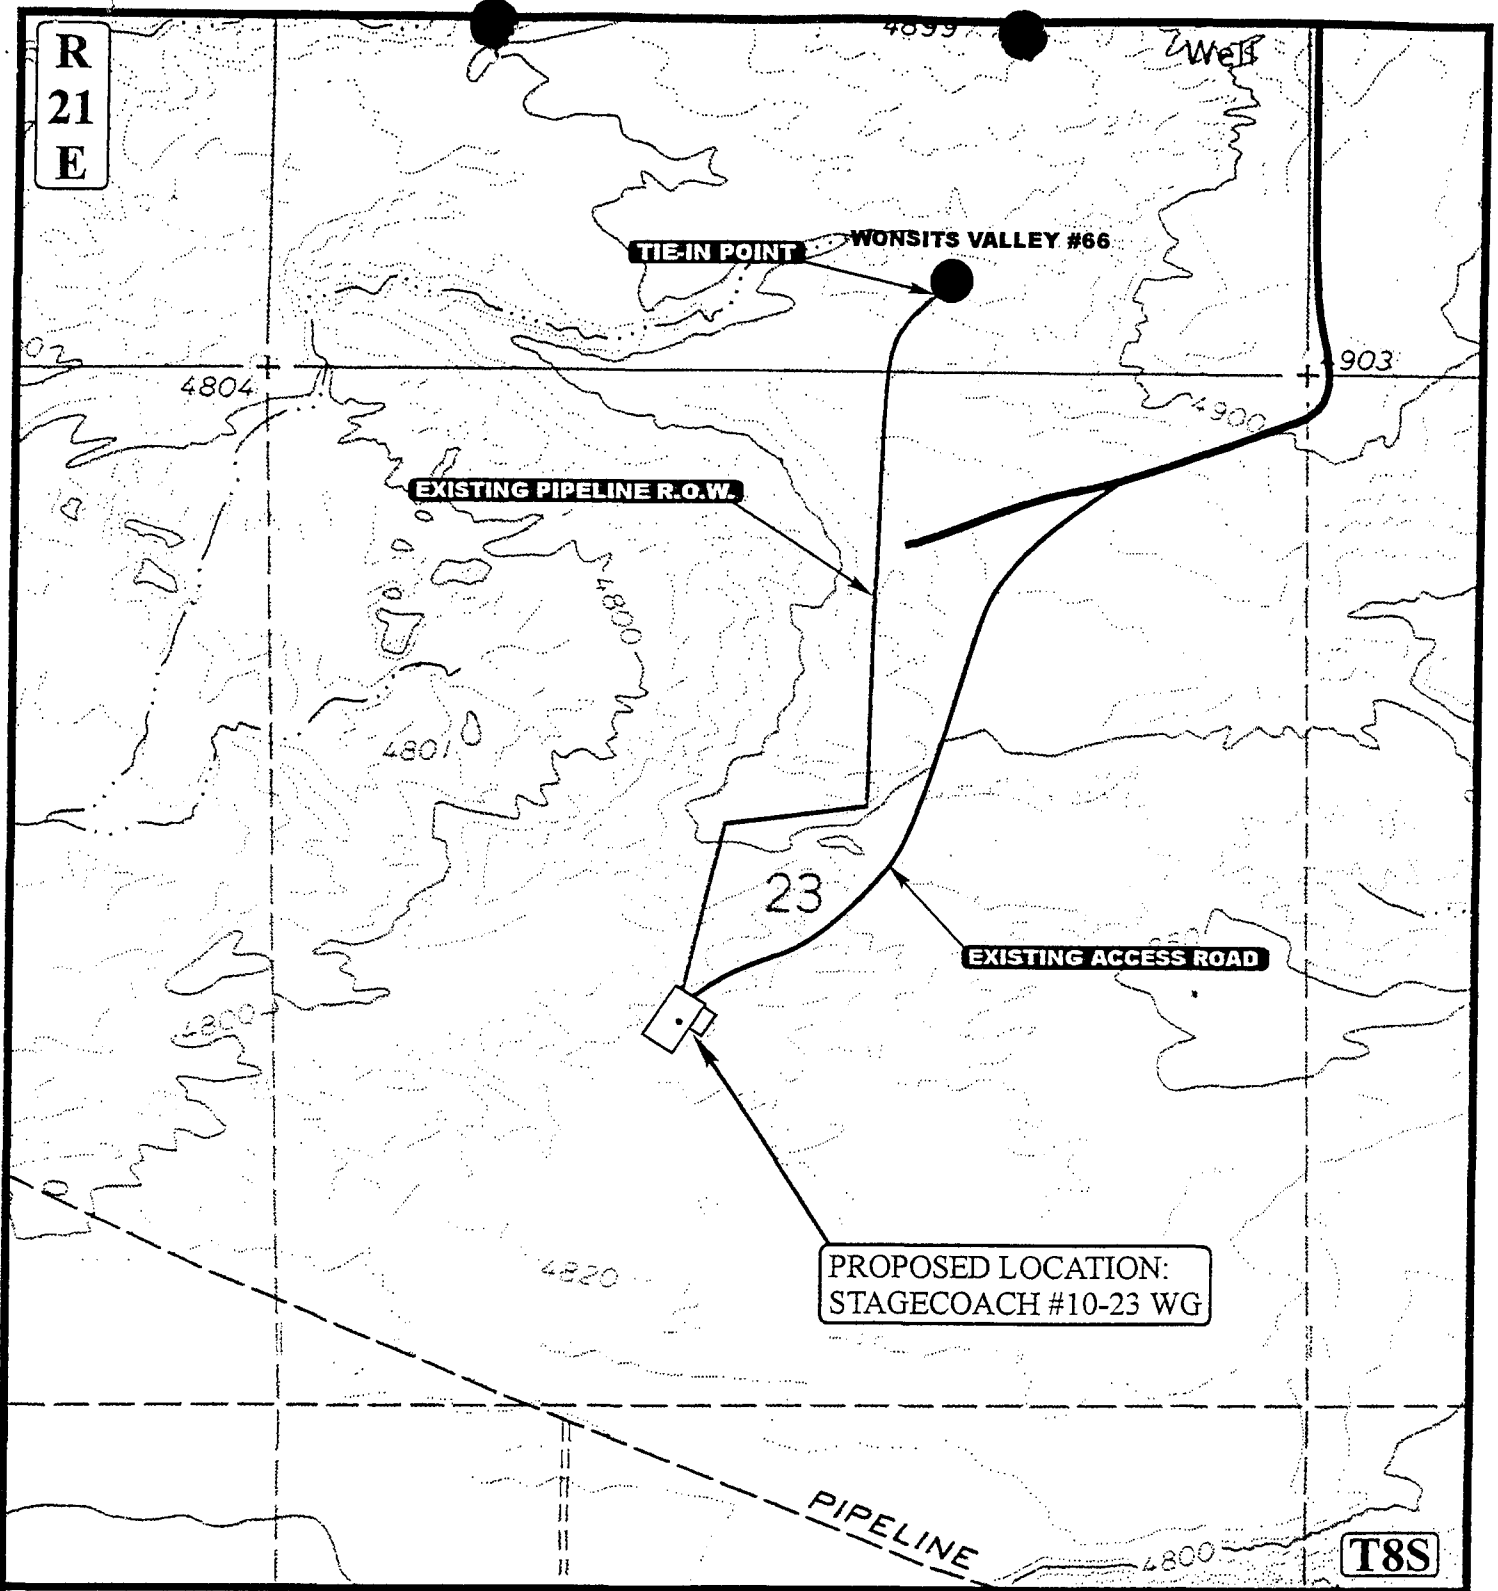 R
21
E
4899
Well
TIE-IN POINT
WONSITS VALLEY #66
4804
4900
EXISTING PIPELINE R.O.W.
4800
4801
23
EXISTING ACCESS ROAD
4800
4820
PROPOSED LOCATION:
STAGECOACH #10-23 WG
PIPELINE
4800
T8S